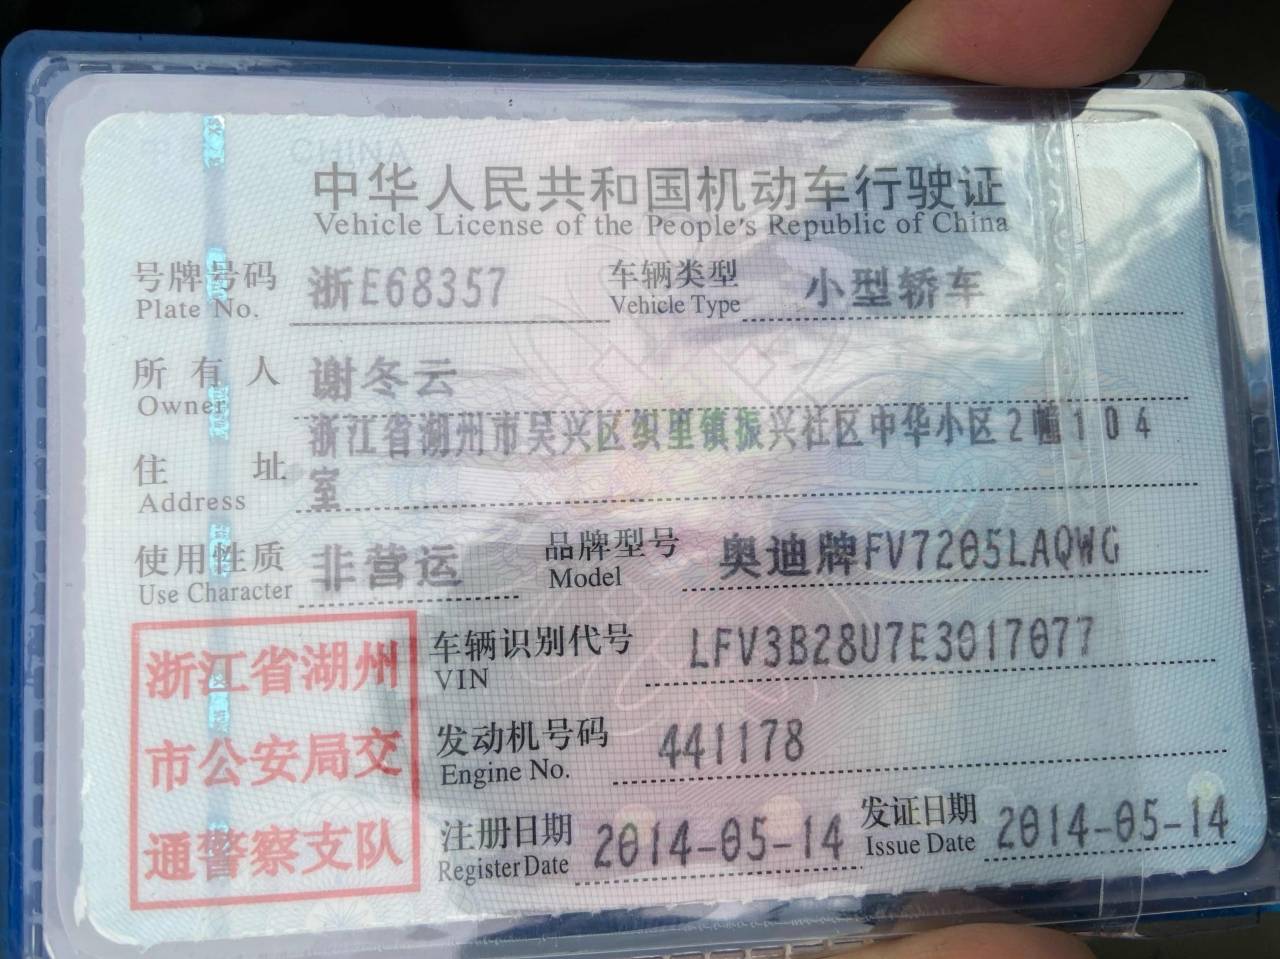 中华人民共和国机动车行驶证
Vehicle License of the People's Republic of China
号牌号码 浙E68357 车辆类型 小型轿车
Plate No. Vehicle Type
所有人 谢冬云
Owner
浙江省湖州市吴兴区织里镇振兴社区中华小区2幢104
住址 室
Address
使用性质 非营运 品牌型号 奥迪牌FV7205LAQWG
Use Character Model
浙江省湖州
市公安局交
通警察支队
车辆识别代号 LFV3B28U7E3017077
VIN
发动机号码 441178
Engine No.
注册日期 2014-05-14 发证日期 2014-05-14
Register Date Issue Date